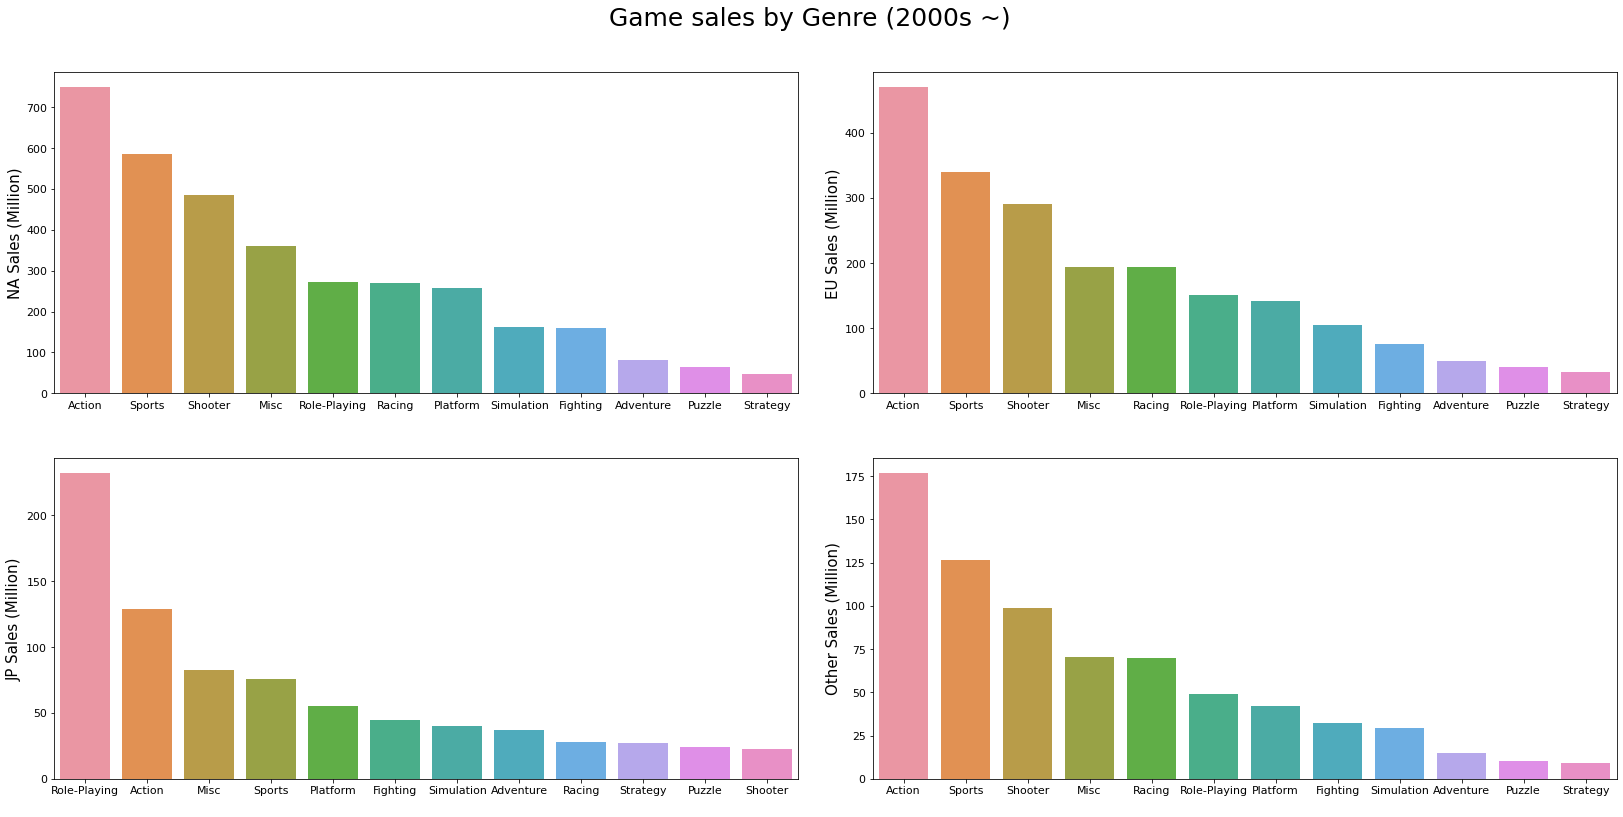 Game sales by Genre (2000s ~)
NA Sales (Million)
700
600
500
400
300
200
100
0
Action Sports Shooter Misc Role-Playing Racing Platform Simulation Fighting Adventure Puzzle Strategy
EU Sales (Million)
400
300
200
100
0
Action Sports Shooter Misc Racing Role-Playing Platform Simulation Fighting Adventure Puzzle Strategy
JP Sales (Million)
200
150
100
50
0
Role-Playing Action Misc Sports Platform Fighting Simulation Adventure Racing Strategy Puzzle Shooter
Other Sales (Million)
175
150
125
100
75
50
25
0
Action Sports Shooter Misc Racing Role-Playing Platform Fighting Simulation Adventure Puzzle Strategy